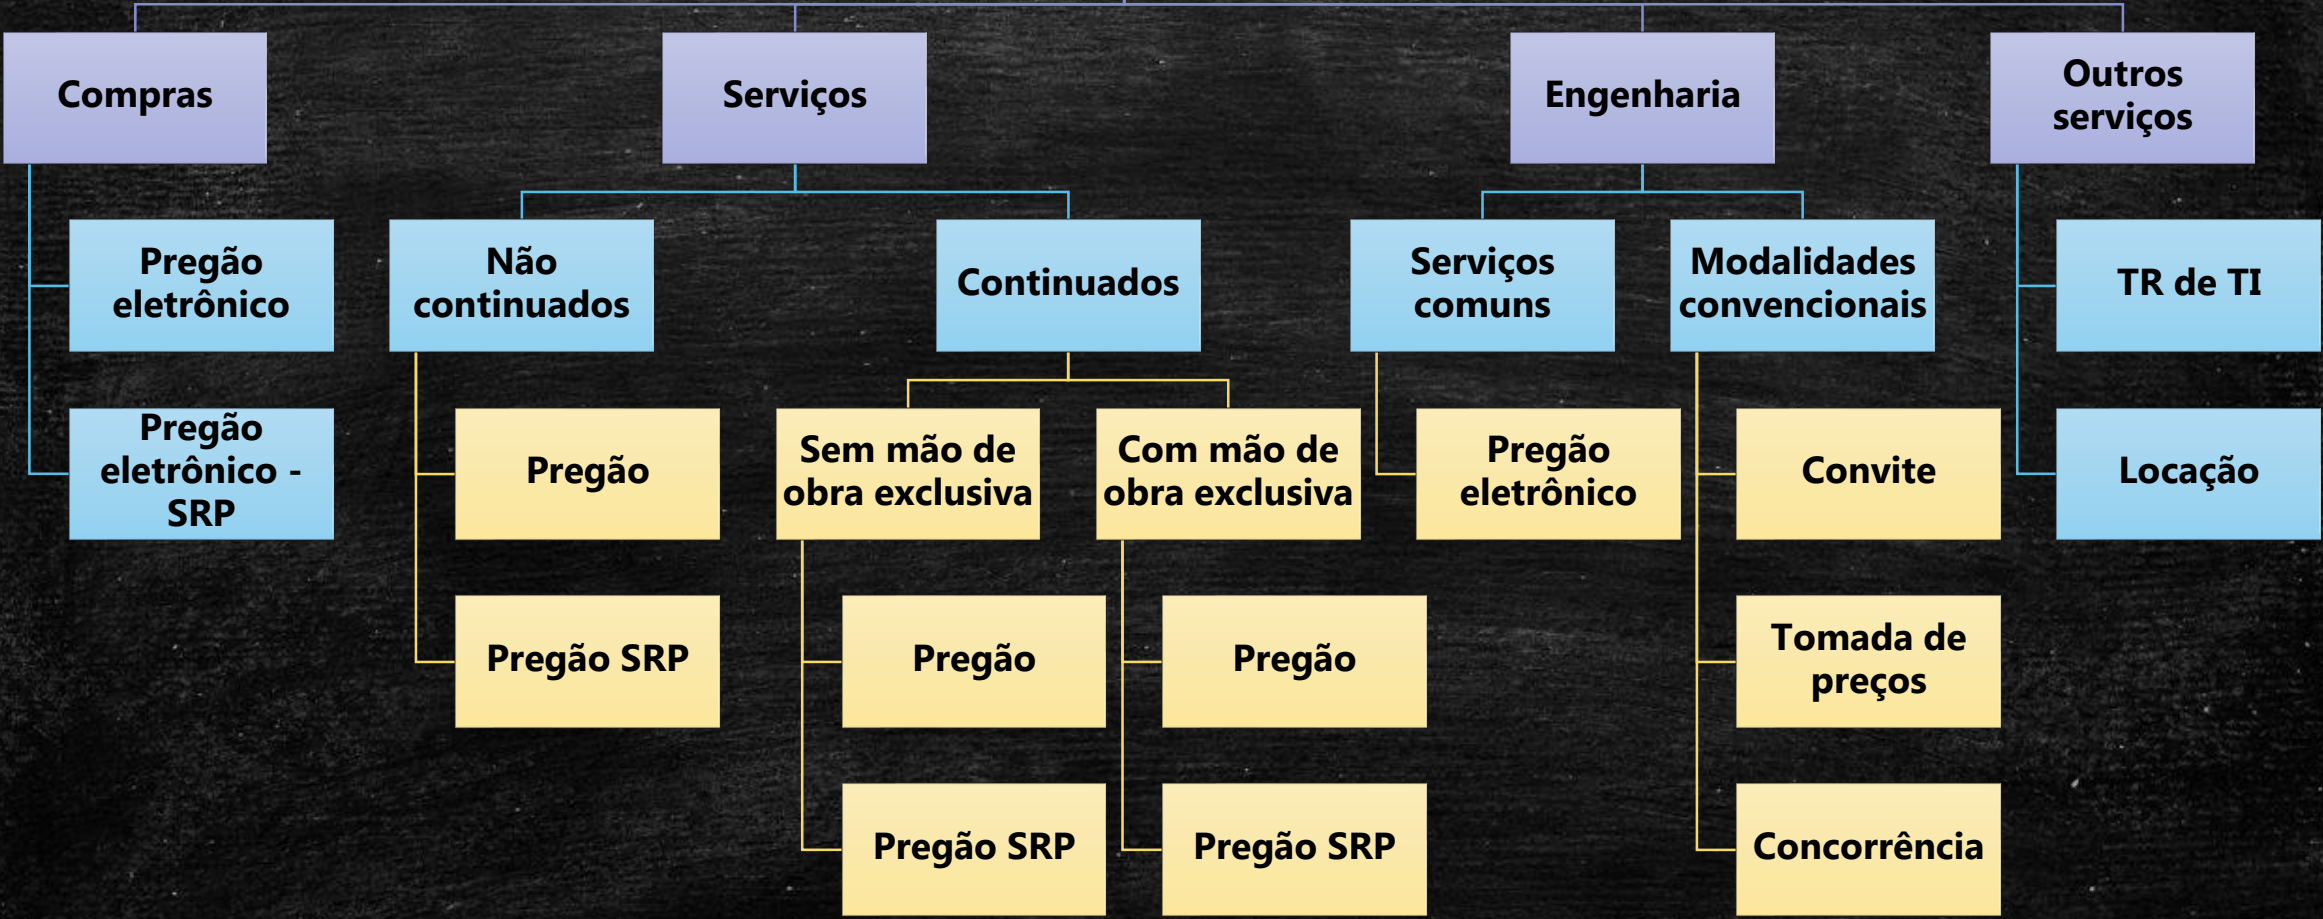 Compras
Serviços
Engenharia
Outros
serviços
Pregão
eletrônico
Não
continuados
Continuados
Serviços
comuns
Modalidades
convencionais
TR de TI
Pregão
eletrônico -
SRP
Pregão
Sem mão de
obra exclusiva
Com mão de
obra exclusiva
Pregão
eletrônico
Convite
Locação
Pregão SRP
Pregão
Pregão
Tomada de
preços
Pregão SRP
Pregão SRP
Concorrência